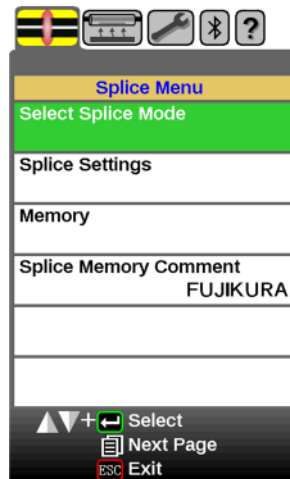 ?
Splice Menu
Select Splice Mode
Splice Settings
Memory
Splice Memory Comment
FUJIKURA
+ Select
Next Page
ESC Exit